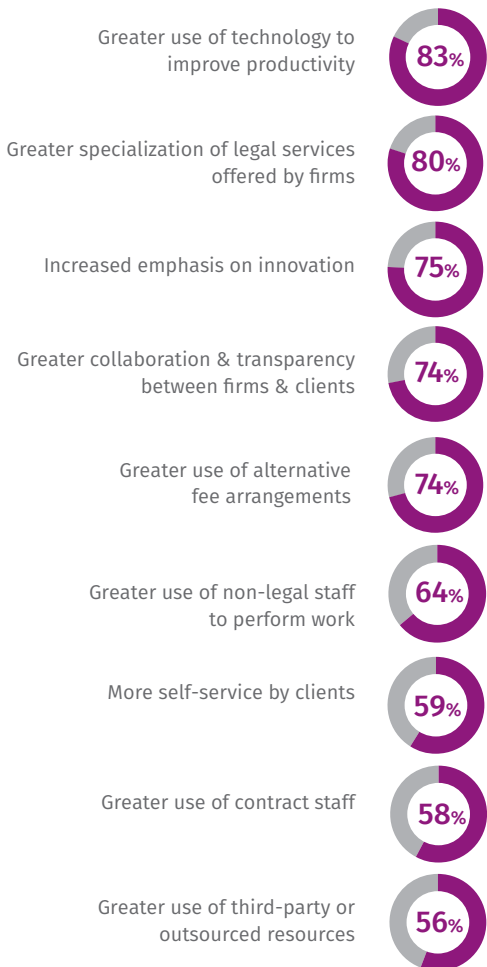 Greater use of technology to
improve productivity
83%
Greater specialization of legal services
offered by firms
80%
Increased emphasis on innovation
75%
Greater collaboration & transparency
between firms & clients
74%
Greater use of alternative
fee arrangements
74%
Greater use of non-legal staff
to perform work
64%
More self-service by clients
59%
Greater use of contract staff
58%
Greater use of third-party or
outsourced resources
56%